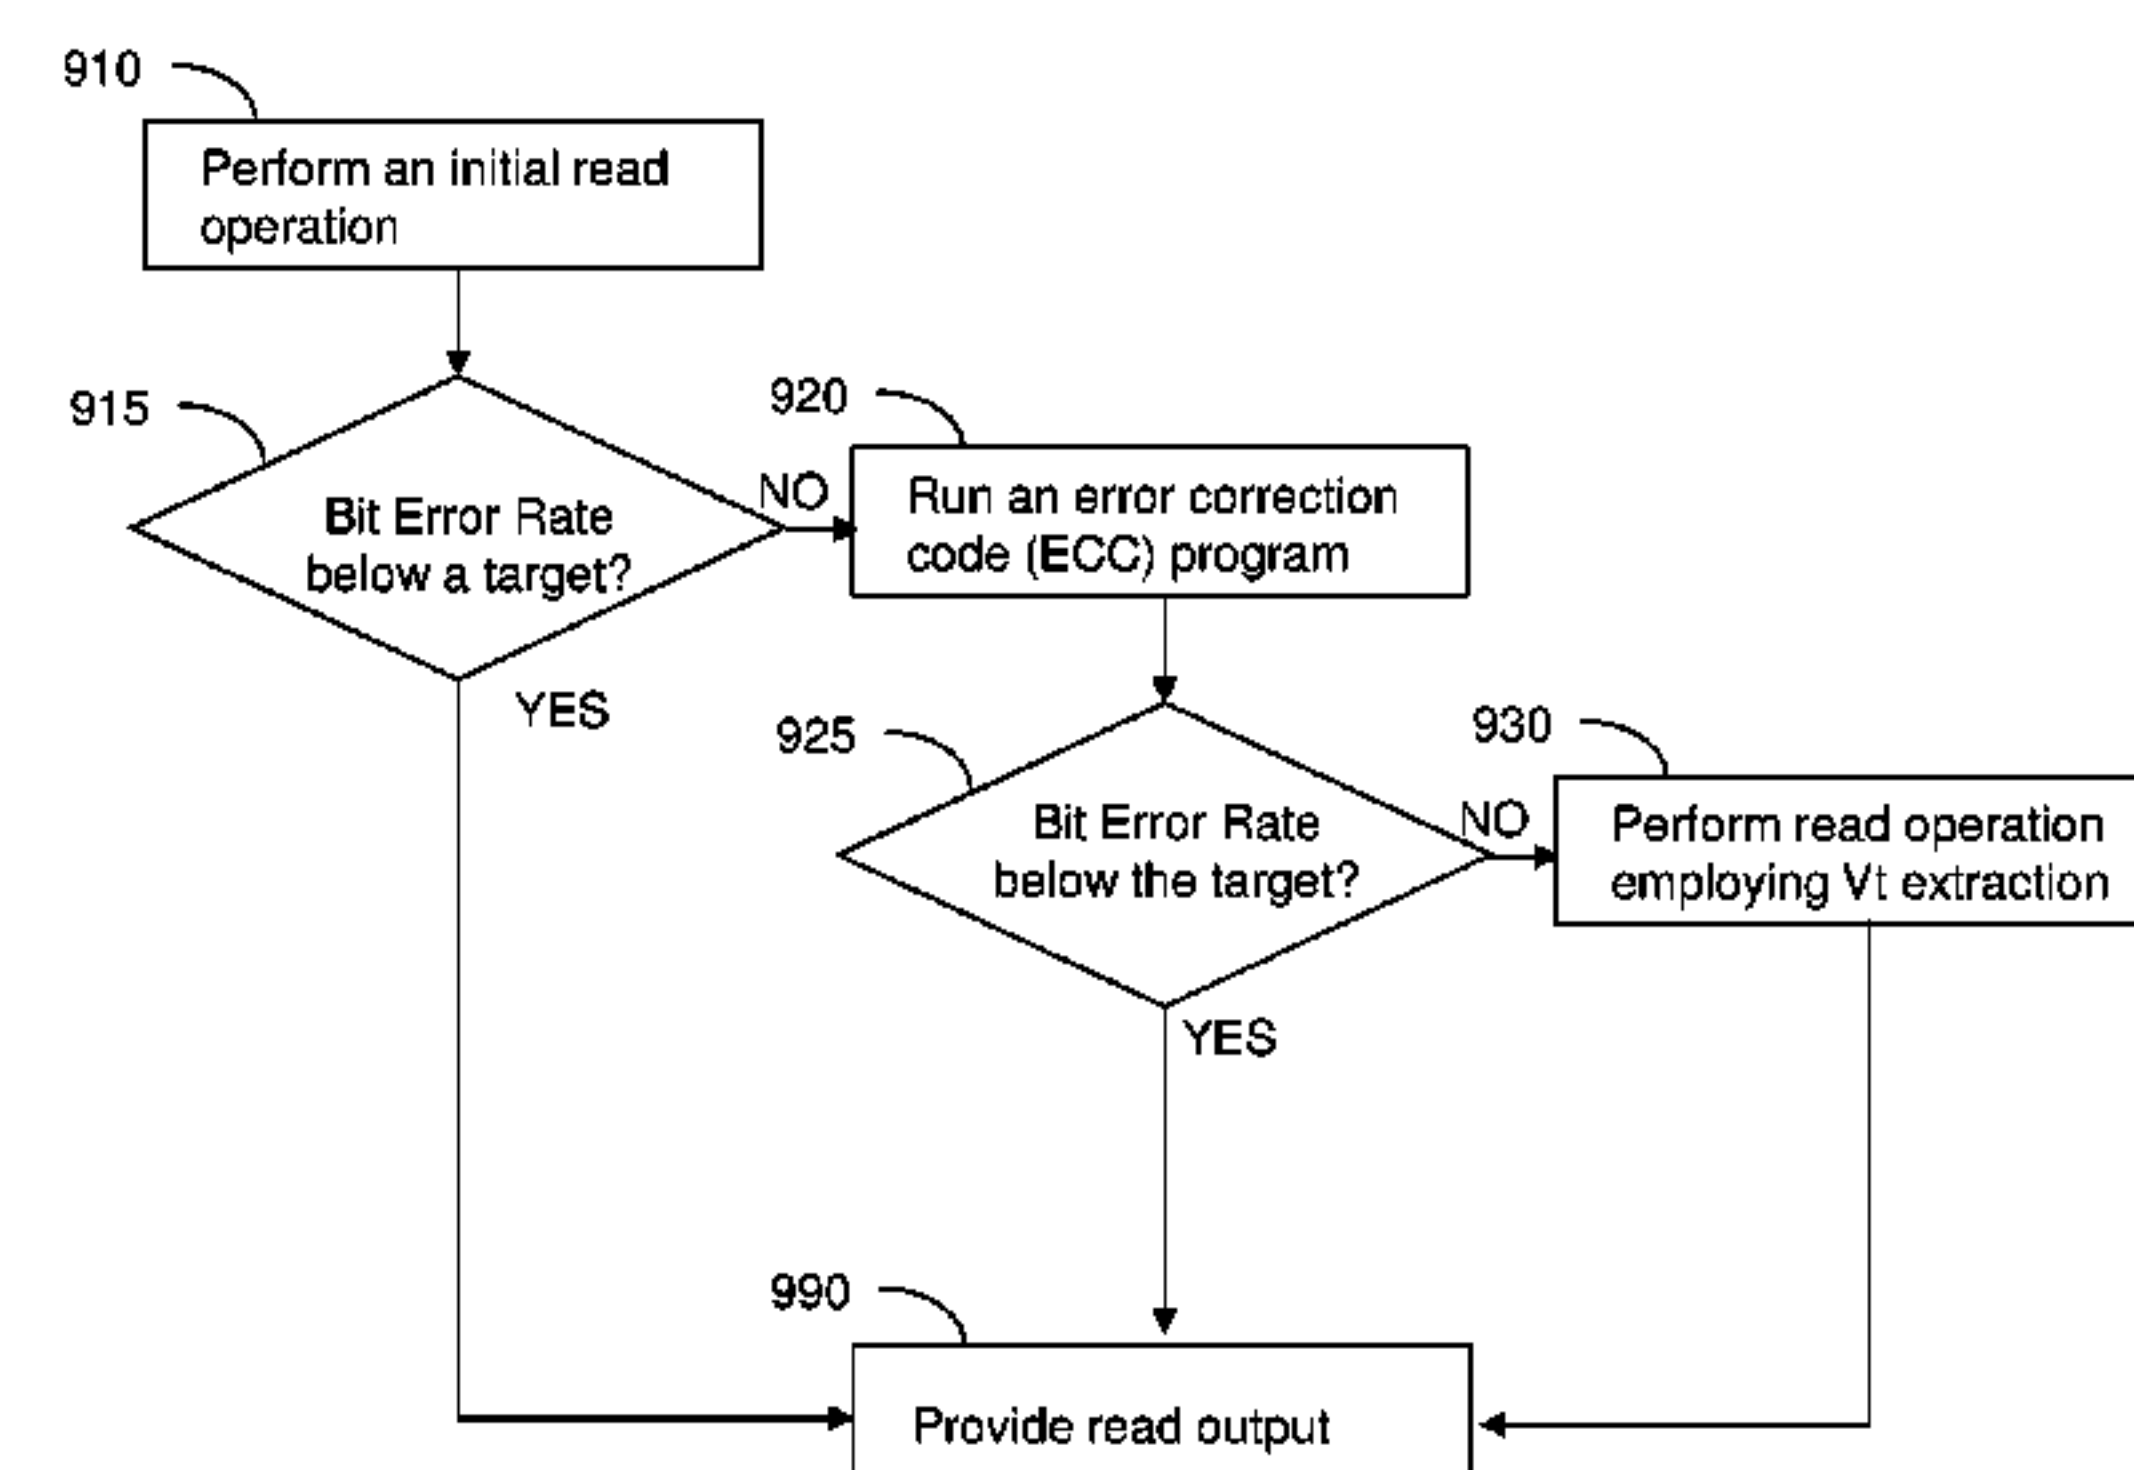 910
Perform an initial read
operation
915
Bit Error Rate
below a target?
NO
YES
920
Run an error correction
code (ECC) program
925
Bit Error Rate
below the target?
NO
YES
930
Perform read operation
employing Vt extraction
990
Provide read output